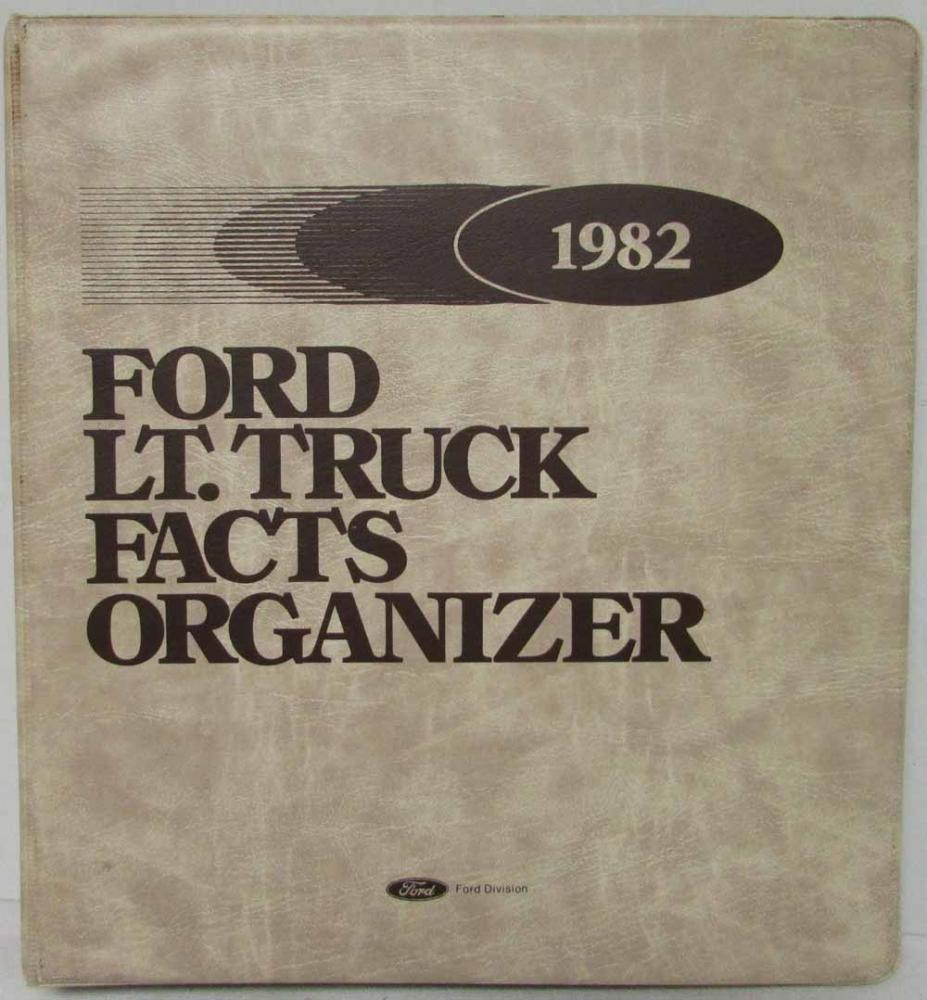 1982
FORD
LT. TRUCK
FACTS
ORGANIZER
Ford Ford Division